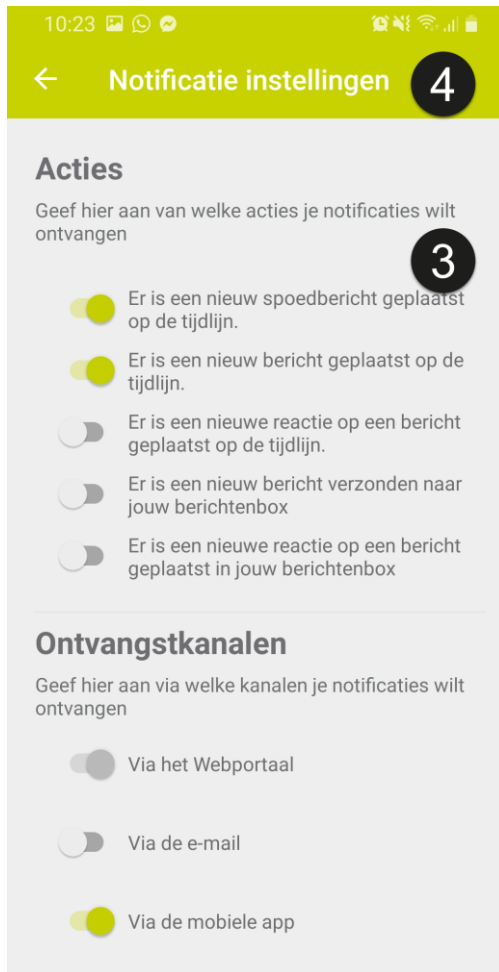 10:23
Notificatie instellingen
4
Acties
Geef hier aan van welke acties je notificaties wilt
ontvangen
3
Er is een nieuw spoedbericht geplaatst
op de tijdlijn.
Er is een nieuw bericht geplaatst op de
tijdlijn.
Er is een nieuwe reactie op een bericht
geplaatst op de tijdlijn.
Er is een nieuw bericht verzonden naar
jouw berichtenbox
Er is een nieuwe reactie op een bericht
geplaatst in jouw berichtenbox
Ontvangstkanalen
Geef hier aan via welke kanalen je notificaties wilt
ontvangen
Via het Webportaal
Via de e-mail
Via de mobiele app